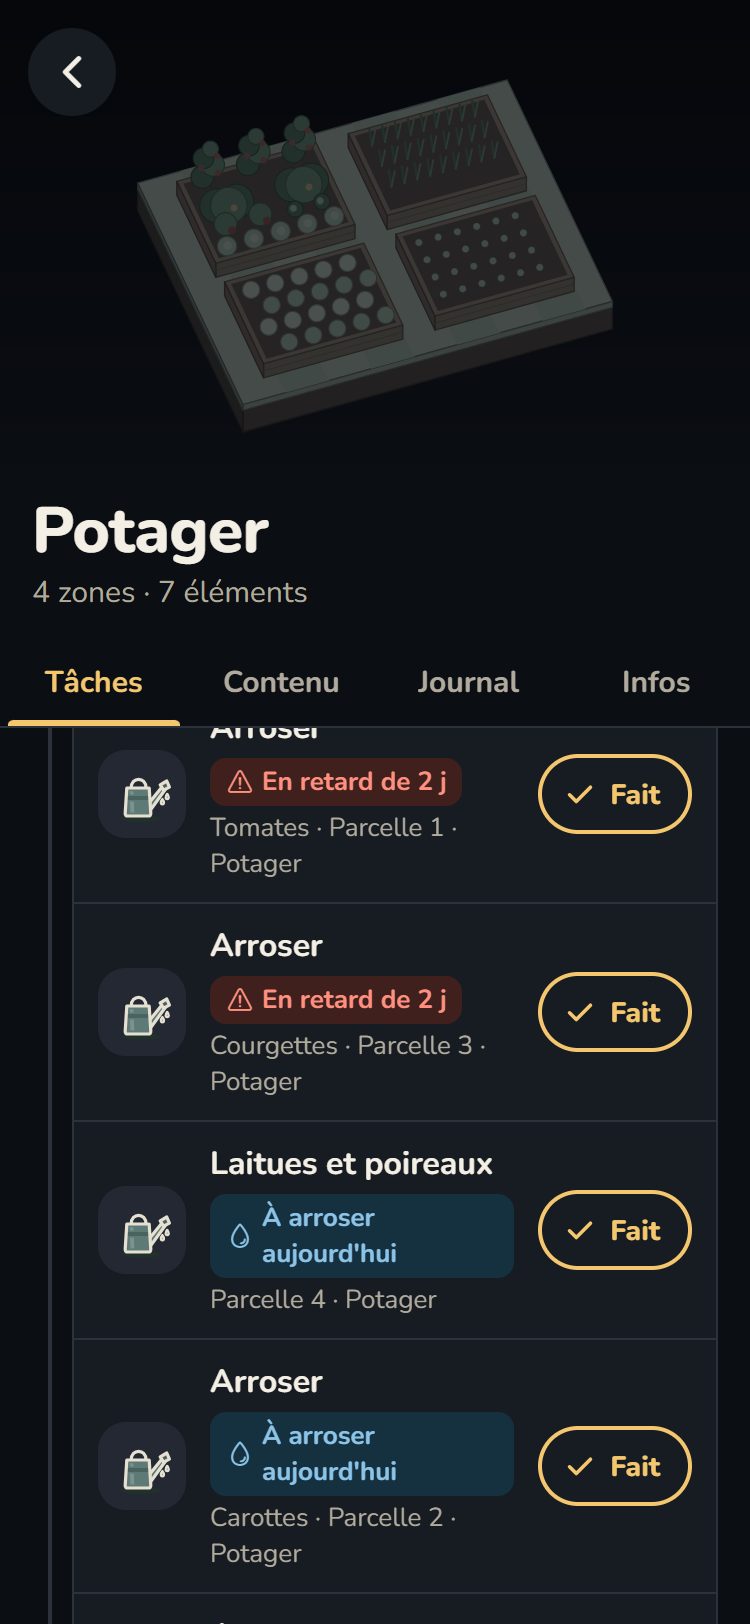 Potager
4 zones · 7 éléments
Tâches
Contenu
Journal
Infos
Arroser
En retard de 2 j
Tomates · Parcelle 1 ·
Potager
Fait
Arroser
En retard de 2 j
Courgettes · Parcelle 3 ·
Potager
Fait
Laitues et poireaux
À arroser
aujourd'hui
Parcelle 4 · Potager
Fait
Arroser
À arroser
aujourd'hui
Carottes · Parcelle 2 ·
Potager
Fait